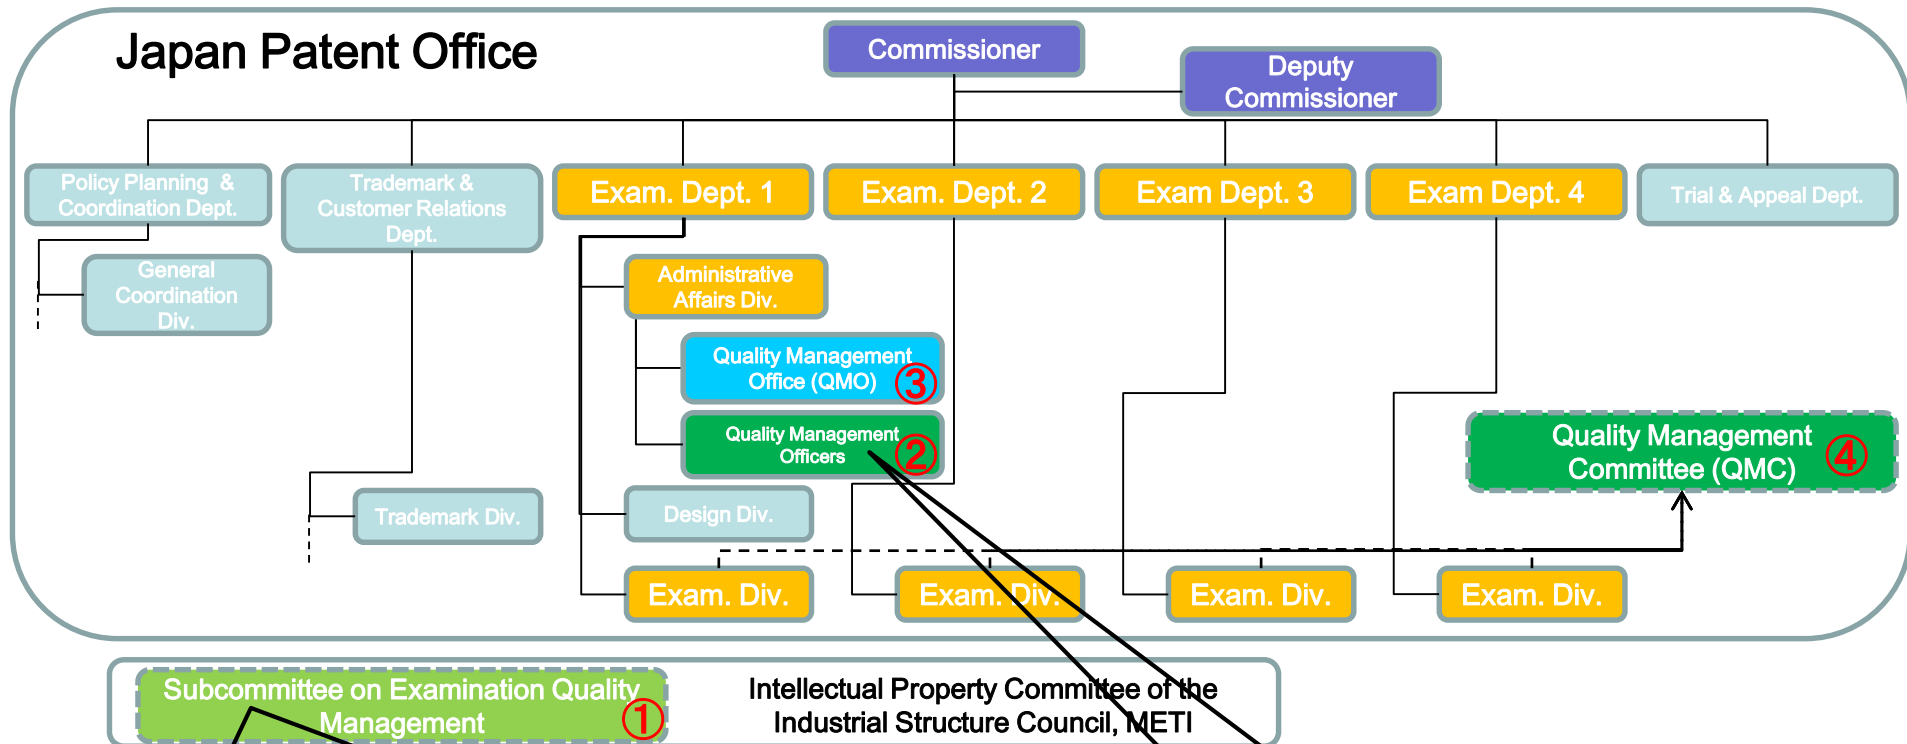 Japan Patent Office
Commissioner
Deputy
Commissioner
Policy Planning &
Coordination Dept.
Trademark &
Customer Relations
Dept.
Exam. Dept. 1
Exam. Dept. 2
Exam Dept. 3
Exam Dept. 4
Trial & Appeal Dept.
General
Coordination
Div.
Administrative
Affairs Div.
Quality Management
Office (QMO)
③
Quality Management
Officers
②
Quality Management
Committee (QMC)
④
Trademark Div.
Design Div.
Exam. Div.
Exam. Div.
Exam. Div.
Exam. Div.
Subcommittee on Examination Quality
Management
①
Intellectual Property Committee of the
Industrial Structure Council, METI